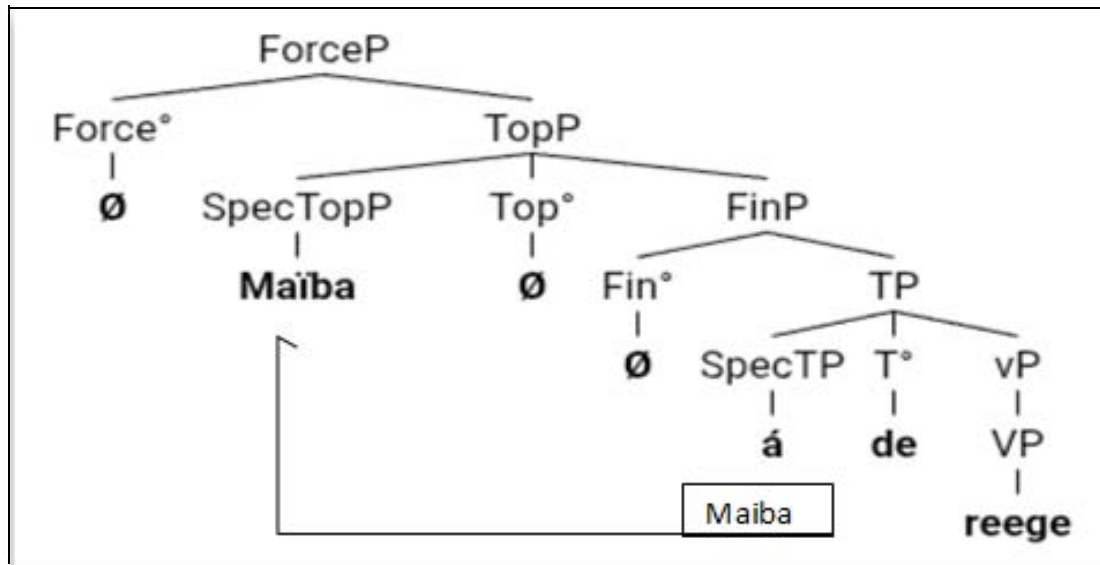 ForceP
Force° TopP
Ø SpecTopP Top° FinP
Maïba Ø Fin° TP
Ø SpecTP T° vP
á de VP
Maiba reege